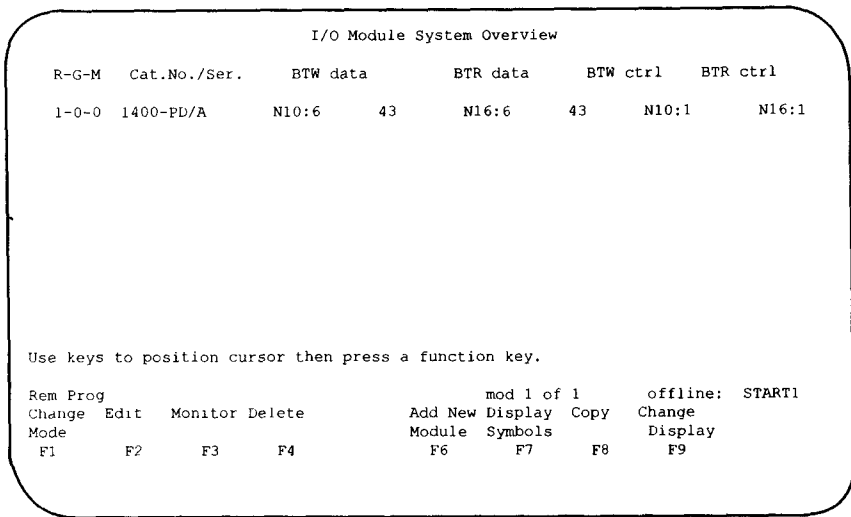 I/O Module System Overview
R-G-M Cat.No./Ser. BTW data BTR data BTW ctrl BTR ctrl
1-0-0 1400-PD/A N10:6 43 N16:6 43 N10:1 N16:1
Use keys to position cursor then press a function key.
Rem Prog mod 1 of 1 offline: START1
Change Edit Monitor Delete Add New Display Copy Change
Mode Module Symbols Display
F1 F2 F3 F4 F6 F7 F8 F9